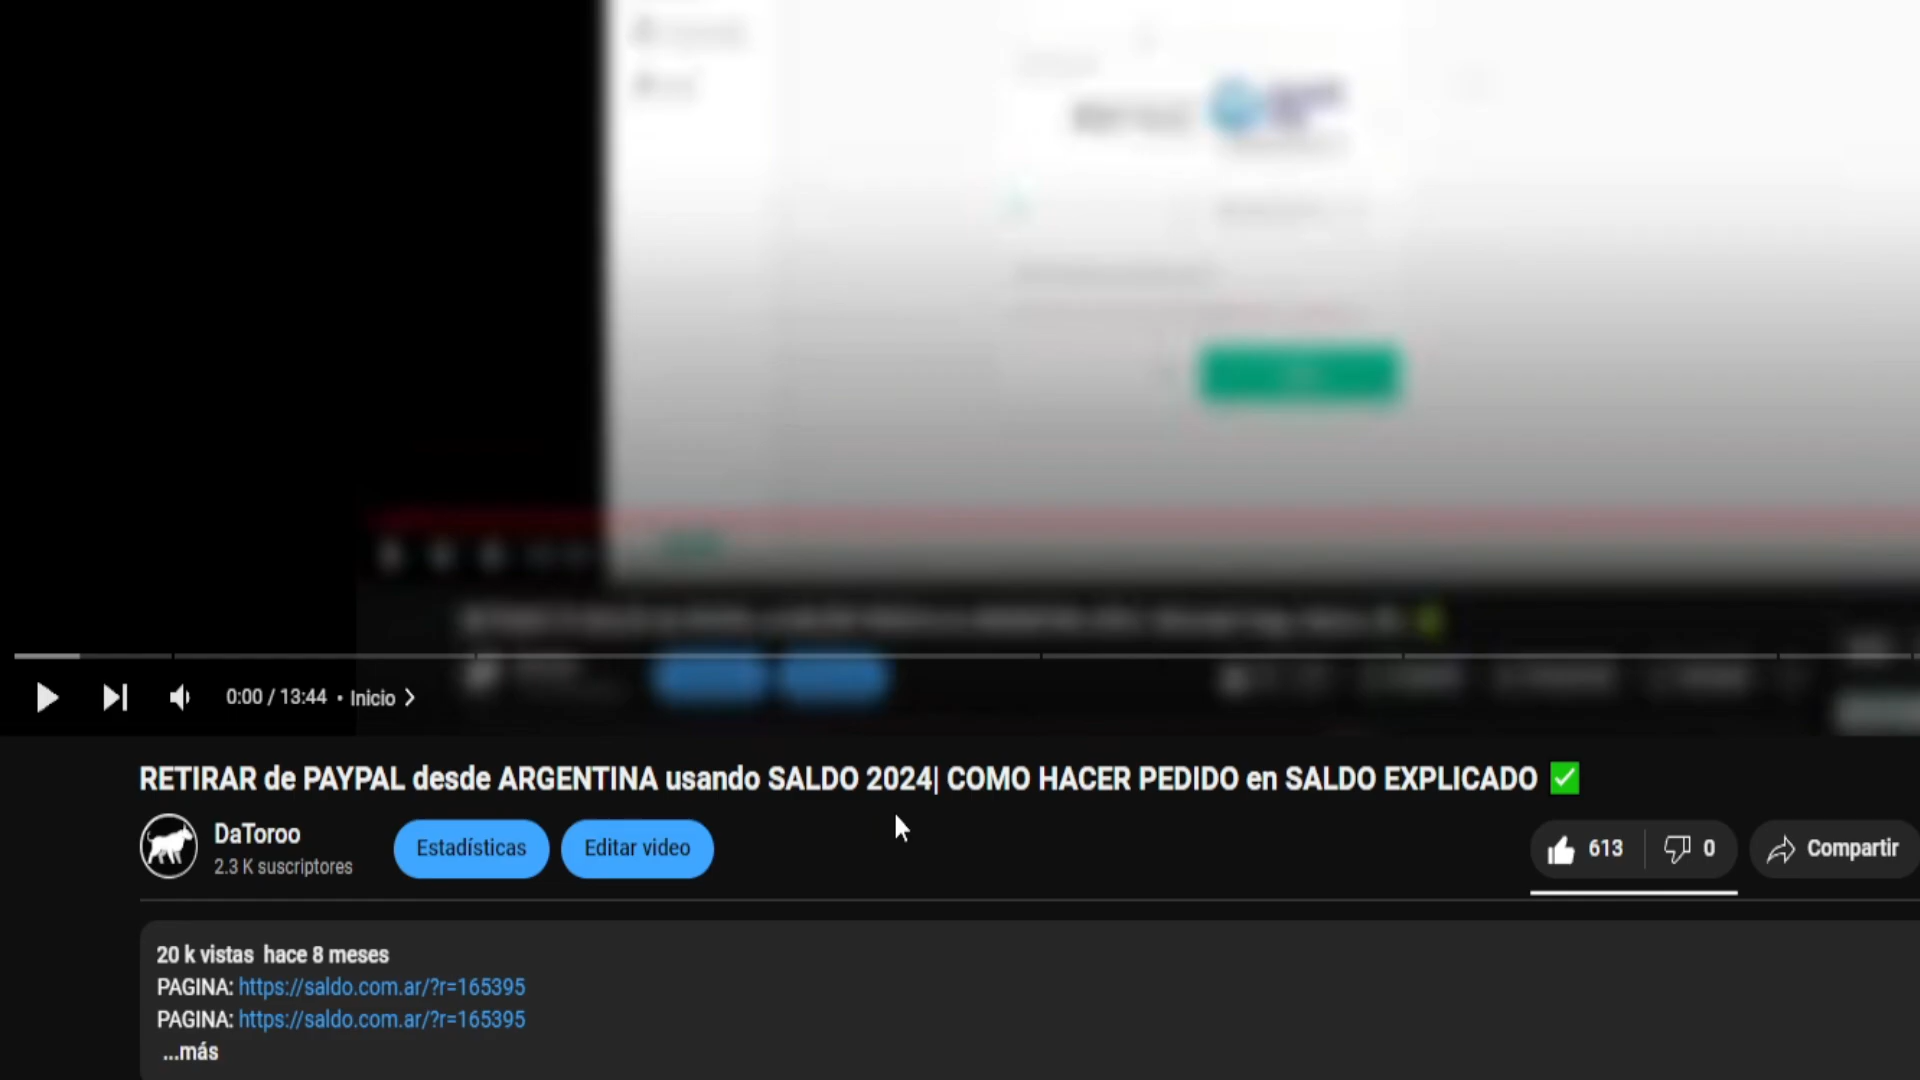 0:00 / 13:44 • Inicio
RETIRAR de PAYPAL desde ARGENTINA usando SALDO 2024| COMO HACER PEDIDO en SALDO EXPLICADO ✅
DaToroo
2.3 K suscriptores
Estadísticas
Editar video
613
0
Compartir
20 k vistas hace 8 meses
PAGINA: https://saldo.com.ar/?r=165395
PAGINA: https://saldo.com.ar/?r=165395
...más